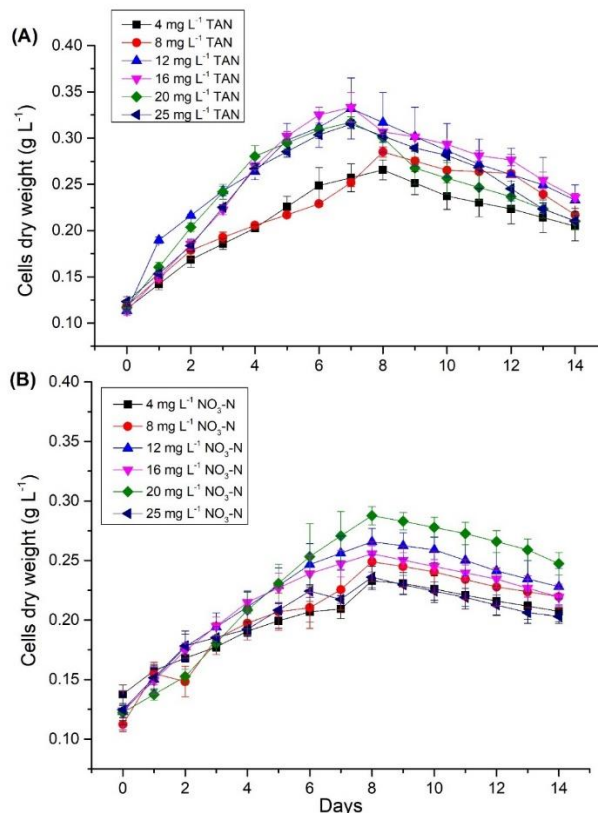 (A)
4 mg L⁻¹ TAN
8 mg L⁻¹ TAN
12 mg L⁻¹ TAN
16 mg L⁻¹ TAN
20 mg L⁻¹ TAN
25 mg L⁻¹ TAN
Cells dry weight (g L⁻¹)
0.40
0.35
0.30
0.25
0.20
0.15
0.10
0 2 4 6 8 10 12 14
(B)
4 mg L⁻¹ NO₃-N
8 mg L⁻¹ NO₃-N
12 mg L⁻¹ NO₃-N
16 mg L⁻¹ NO₃-N
20 mg L⁻¹ NO₃-N
25 mg L⁻¹ NO₃-N
Cells dry weight (g L⁻¹)
0.40
0.35
0.30
0.25
0.20
0.15
0.10
0 2 4 6 8 10 12 14
Days